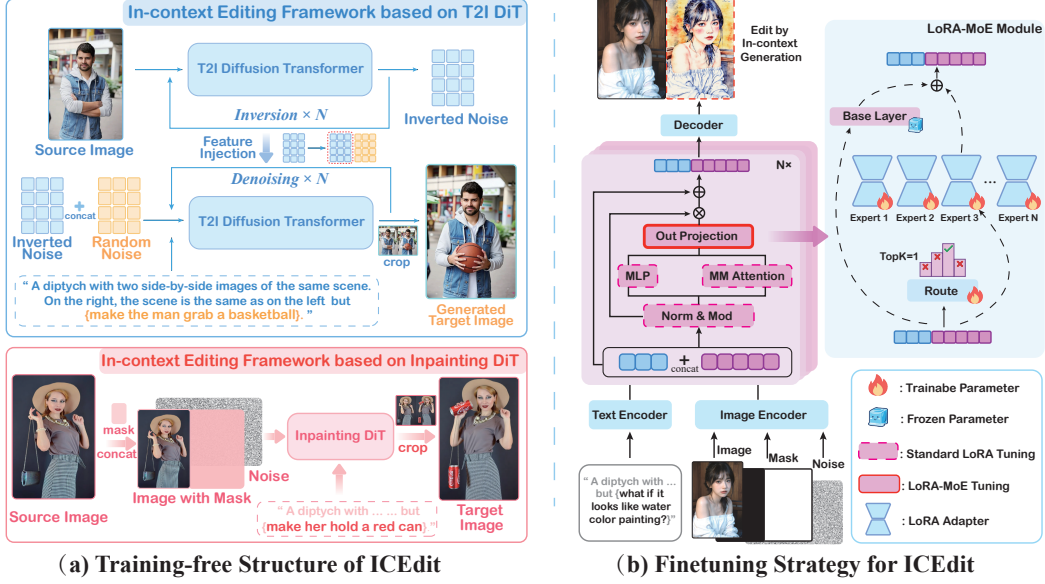 In-context Editing Framework based on T2I DiT
T2I Diffusion Transformer
Inversion × N
Inverted Noise
Source Image
Feature
Injection
Denoising × N
+
concat
T2I Diffusion Transformer
Inverted
Noise
Random
Noise
crop
“ A diptych with two side-by-side images of the same scene.
On the right, the scene is the same as on the left but
{make the man grab a basketball}. ”
Generated
Target Image
In-context Editing Framework based on Inpainting DiT
mask
concat
Inpainting DiT
crop
Noise
Image with Mask
Source Image
“ A diptych with ... ... but
{make her hold a red can}.”
Target
Image
(a) Training-free Structure of ICEdit
Edit by
In-context
Generation
Decoder
N×
Out Projection
MLP
MM Attention
Norm & Mod
+
concat
Text Encoder
Image Encoder
Image
Mask
Noise
“ A diptych with ...
but {what if it
looks like water
color painting?}”
LoRA-MoE Module
Base Layer
Expert 1
Expert 2
Expert 3
...
Expert N
TopK=1
Route
: Trainabe Parameter
: Frozen Parameter
: Standard LoRA Tuning
: LoRA-MoE Tuning
: LoRA Adapter
(b) Finetuning Strategy for ICEdit